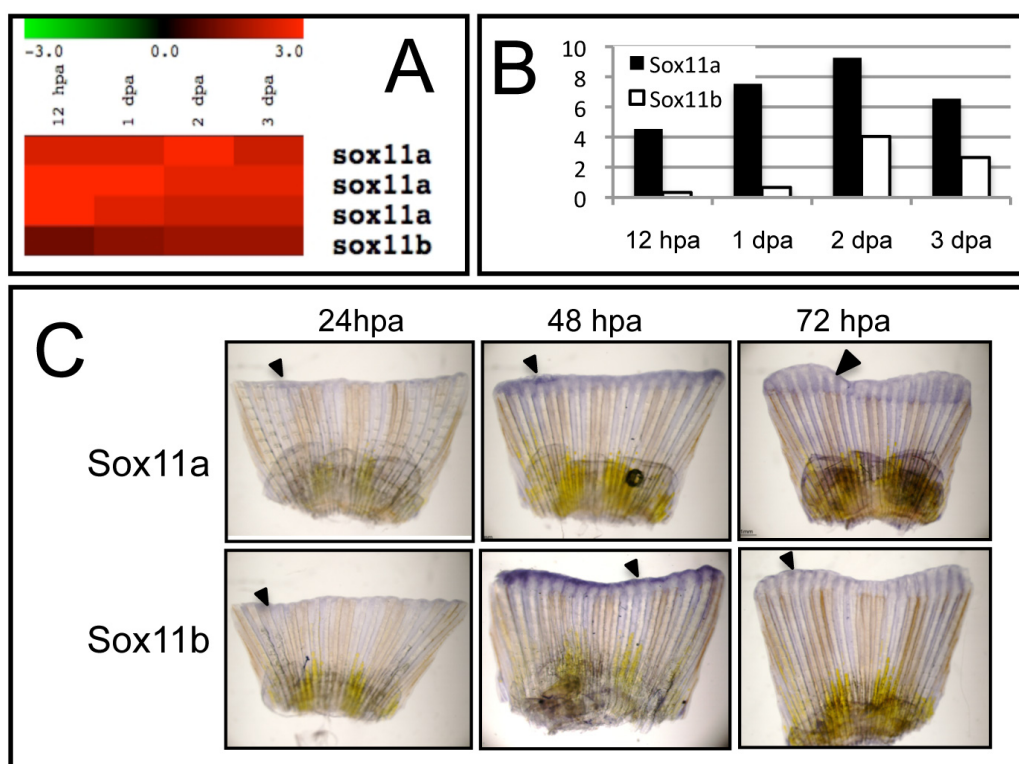 A
-3.0 0.0 3.0
12 hpa
1 dpa
2 dpa
3 dpa
sox11a
sox11a
sox11a
sox11b
B
10
8
6
4
2
0
Sox11a
Sox11b
12 hpa 1 dpa 2 dpa 3 dpa
C
24hpa 48 hpa 72 hpa
Sox11a
Sox11b